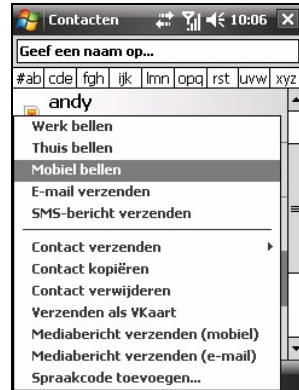 Contacten 10:06
Geef een naam op...
#ab cde fgh ijk lmn opq rst uvw xyz
andy
Werk bellen
Thuis bellen
Mobiel bellen
E-mail verzenden
SMS-bericht verzenden
Contact verzenden
Contact kopiëren
Contact verwijderen
Verzenden als VKaart
Mediabericht verzenden (mobiel)
Mediabericht verzenden (e-mail)
Spraakcode toevoegen...